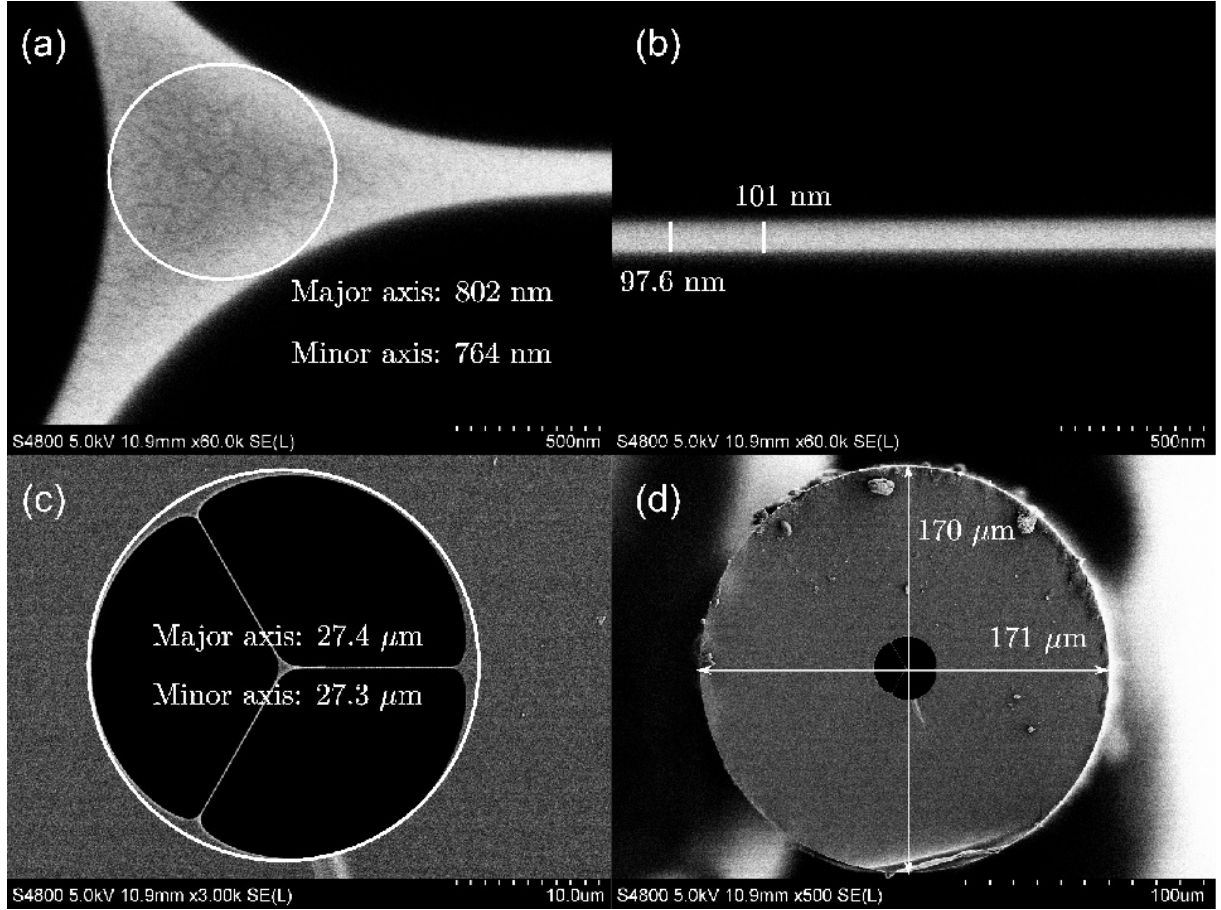 (a)
Major axis: 802 nm
Minor axis: 764 nm
S4800 5.0kV 10.9mm x60.0k SE(L)
500nm
(b)
101 nm
97.6 nm
S4800 5.0kV 10.9mm x60.0k SE(L)
500nm
(c)
Major axis: 27.4 μm
Minor axis: 27.3 μm
S4800 5.0kV 10.9mm x3.00k SE(L)
10.0um
(d)
170 μm
171 μm
S4800 5.0kV 10.9mm x500 SE(L)
100um